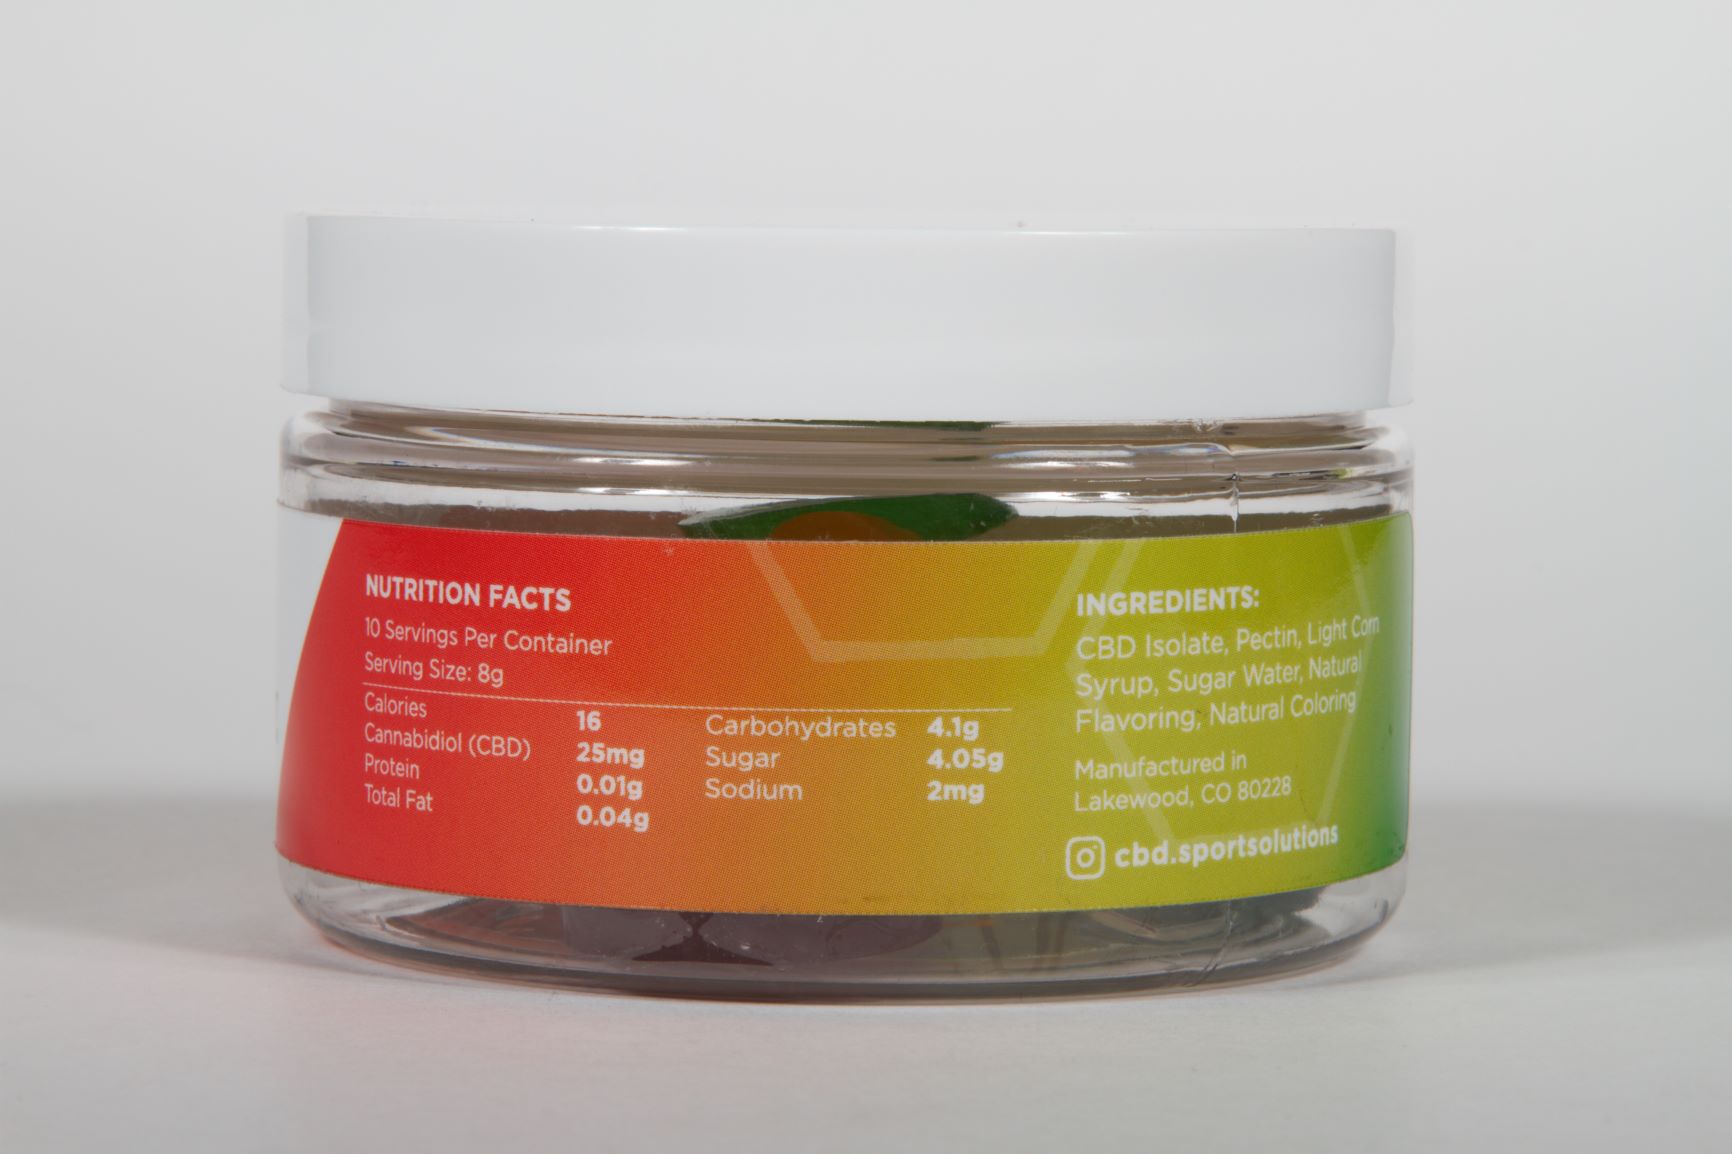 NUTRITION FACTS
10 Servings Per Container
Serving Size: 8g
Calories 16
Cannabidiol (CBD) 25mg
Protein 0.01g
Total Fat 0.04g
Carbohydrates 4.1g
Sugar 4.05g
Sodium 2mg
INGREDIENTS:
CBD Isolate, Pectin, Light Corn
Syrup, Sugar Water, Natural
Flavoring, Natural Coloring
Manufactured in
Lakewood, CO 80228
cbd.sportsolutions